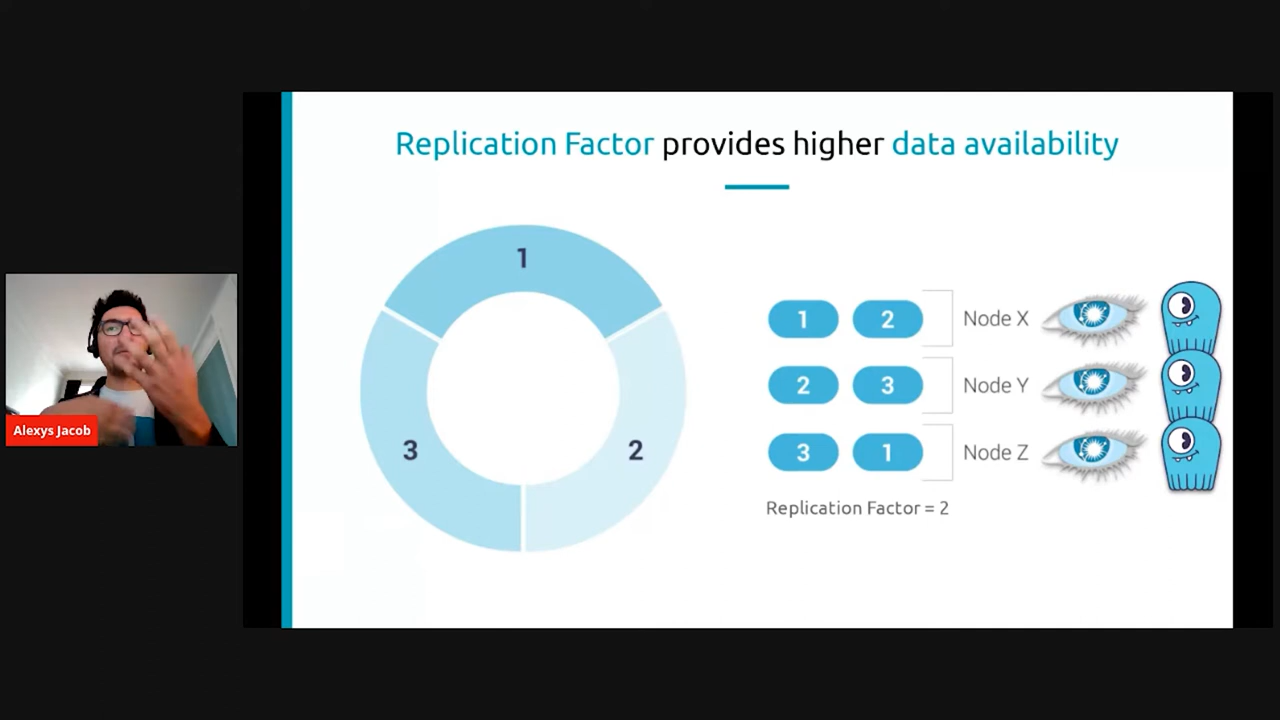 Replication Factor provides higher data availability
1
2
3
1 2 Node X
2 3 Node Y
3 1 Node Z
Replication Factor = 2
Alexys Jacob